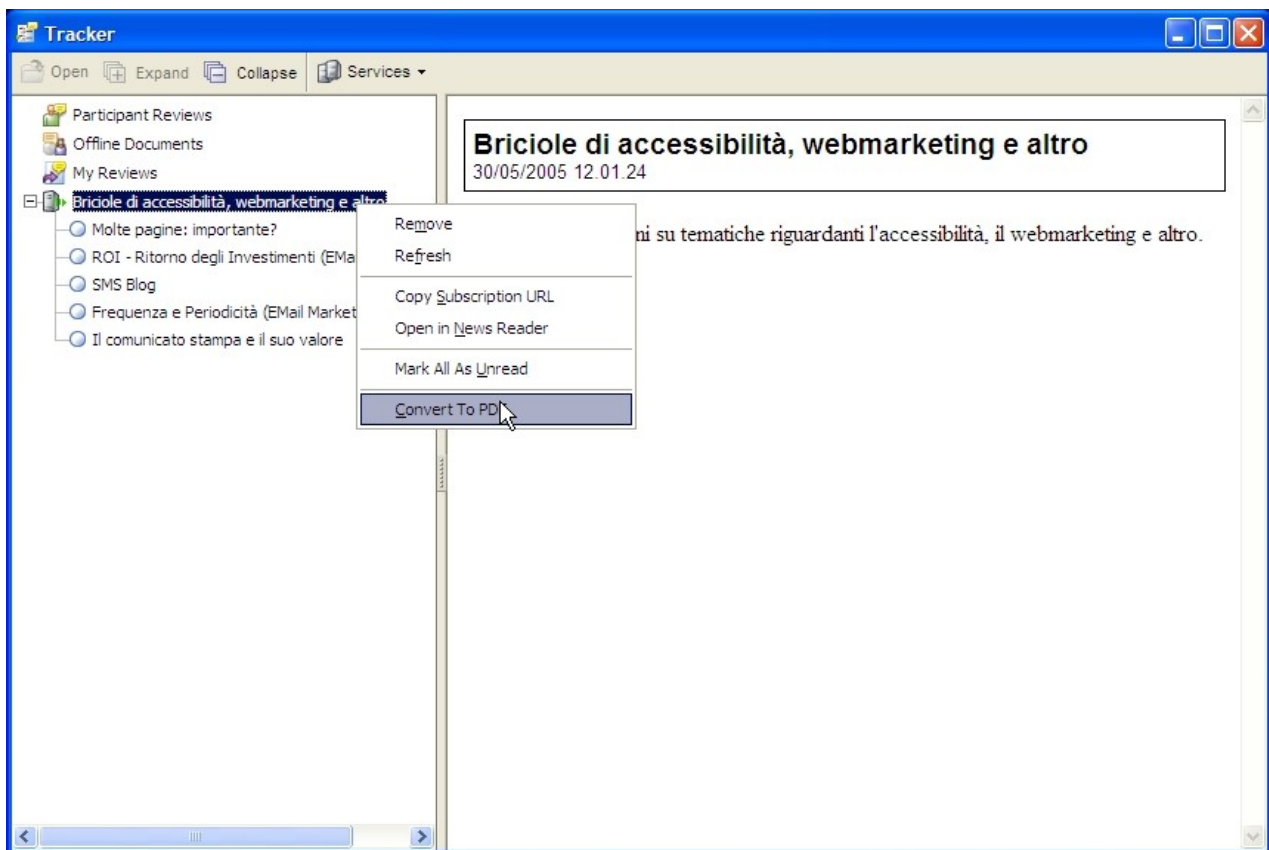 Tracker
Open Expand Collapse Services
Participant Reviews
Offline Documents
My Reviews
Briciole di accessibilità, webmarketing e altro
Molte pagine: importante?
ROI - Ritorno degli Investimenti (EMa
SMS Blog
Frequenza e Periodicità (EMail Market
Il comunicato stampa e il suo valore
Remove
Refresh
Copy Subscription URL
Open in News Reader
Mark All As Unread
Convert To PD
Briciole di accessibilità, webmarketing e altro
30/05/2005 12.01.24
ni su tematiche riguardanti l'accessibilità, il webmarketing e altro.